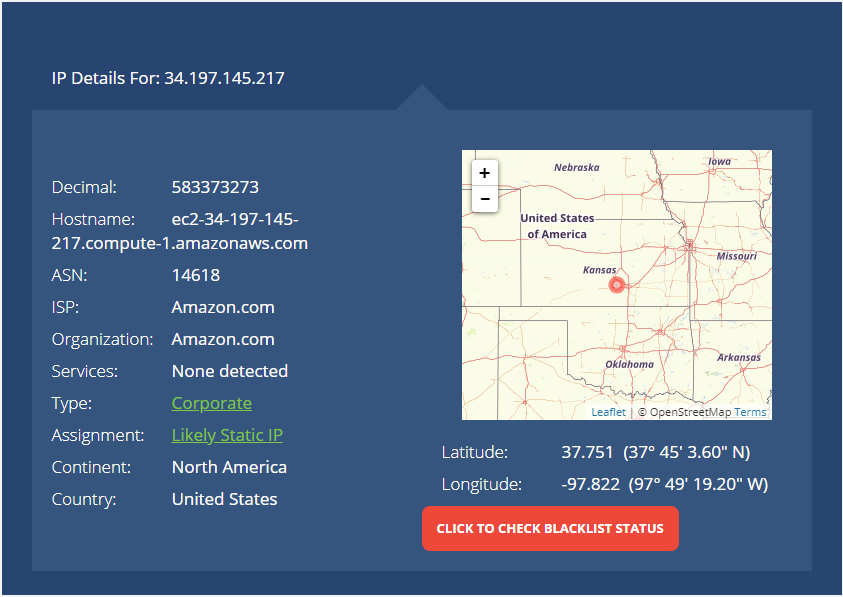 IP Details For: 34.197.145.217
Decimal: 583373273
Hostname: ec2-34-197-145-
217.compute-1.amazonaws.com
ASN: 14618
ISP: Amazon.com
Organization: Amazon.com
Services: None detected
Type: Corporate
Assignment: Likely Static IP
Continent: North America
Country: United States
+
−
Nebraska
Iowa
United States
of America
Missouri
Kansas
Oklahoma
Arkansas
Leaflet | © OpenStreetMap Terms
Latitude: 37.751 (37° 45' 3.60" N)
Longitude: -97.822 (97° 49' 19.20" W)
CLICK TO CHECK BLACKLIST STATUS